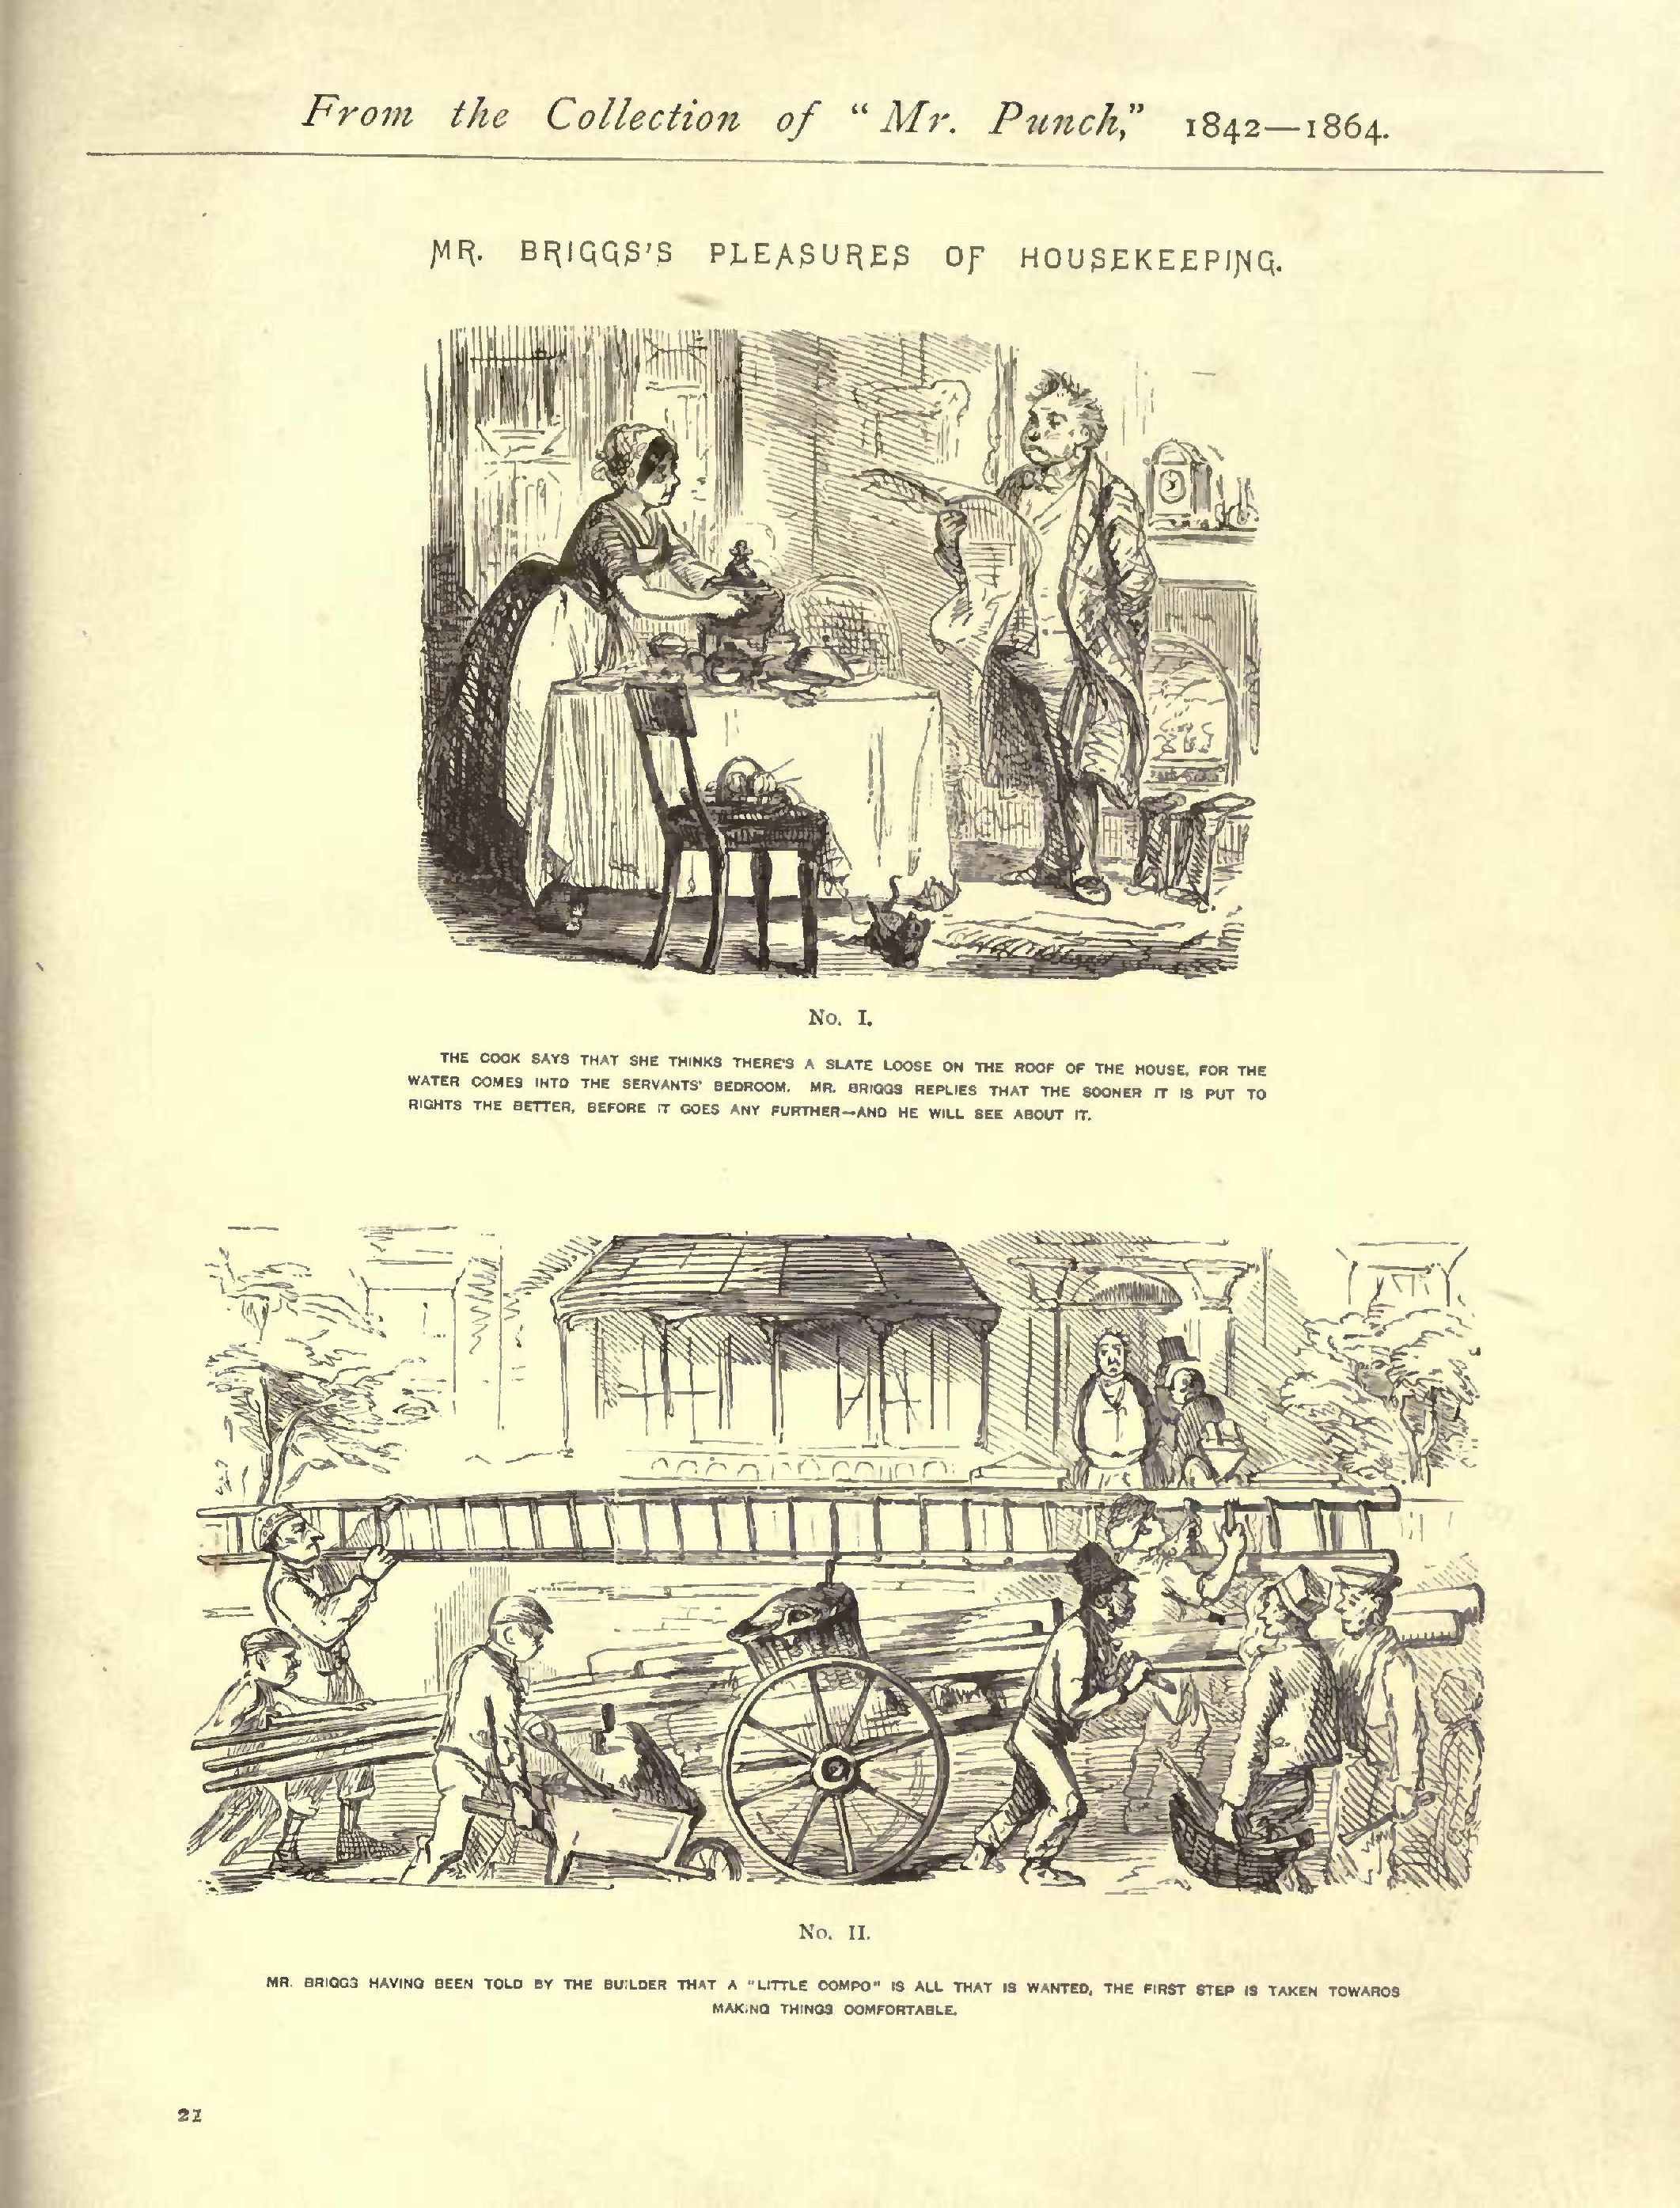 From the Collection of “Mr. Punch,” 1842—1864.
MR. BRIGGS'S PLEASURES OF HOUSEKEEPING.
No. I.
THE COOK SAYS THAT SHE THINKS THERE'S A SLATE LOOSE ON THE ROOF OF THE HOUSE, FOR THE
WATER COMES INTO THE SERVANTS' BEDROOM. MR. BRIGGS REPLIES THAT THE SOONER IT IS PUT TO
RIGHTS THE BETTER, BEFORE IT GOES ANY FURTHER—AND HE WILL SEE ABOUT IT.
No. II.
MR. BRIGGS HAVING BEEN TOLD BY THE BUILDER THAT A "LITTLE COMPO" IS ALL THAT IS WANTED, THE FIRST STEP IS TAKEN TOWARDS
MAKING THINGS COMFORTABLE.
27